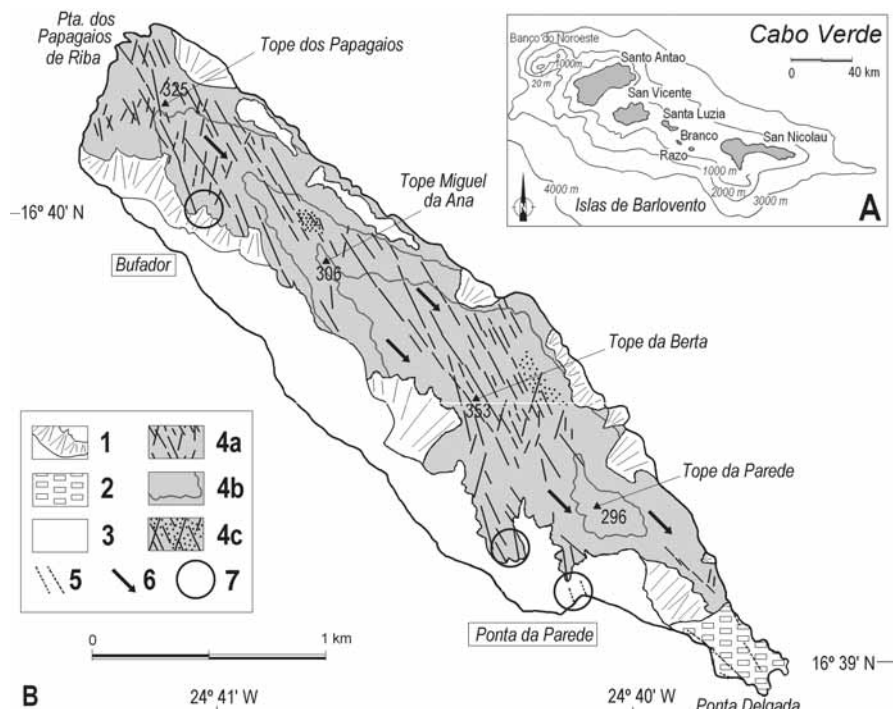 Pta. dos
Papagaios
de Riba
Tope dos Papagaios
325
16º 40' N
Bufador
Tope Miguel
da Ana
306
Tope da Berta
353
Tope da Parede
296
Ponta da Parede
16º 39' N
Ponta Delgada
24º 41' W
24º 40' W
B
Cabo Verde
0 40 km
Banco do Noroeste
1000m
20 m
Santo Antao
San Vicente
Santa Luzia
Branco
Razo
San Nicolau
1000 m
2000 m
3000 m
4000 m
Islas de Barlovento
N
A
1 4a
2 4b
3 4c
5 6 7
0 1 km